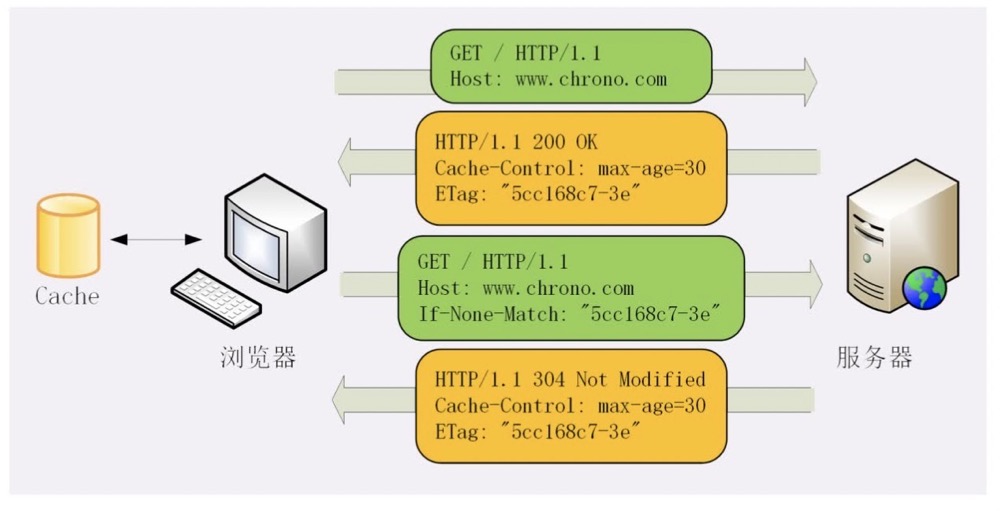 GET / HTTP/1.1
Host: www.chrono.com
HTTP/1.1 200 OK
Cache-Control: max-age=30
ETag: "5cc168c7-3e"
Cache
浏览器
GET / HTTP/1.1
Host: www.chrono.com
If-None-Match: "5cc168c7-3e"
服务器
HTTP/1.1 304 Not Modified
Cache-Control: max-age=30
ETag: "5cc168c7-3e"